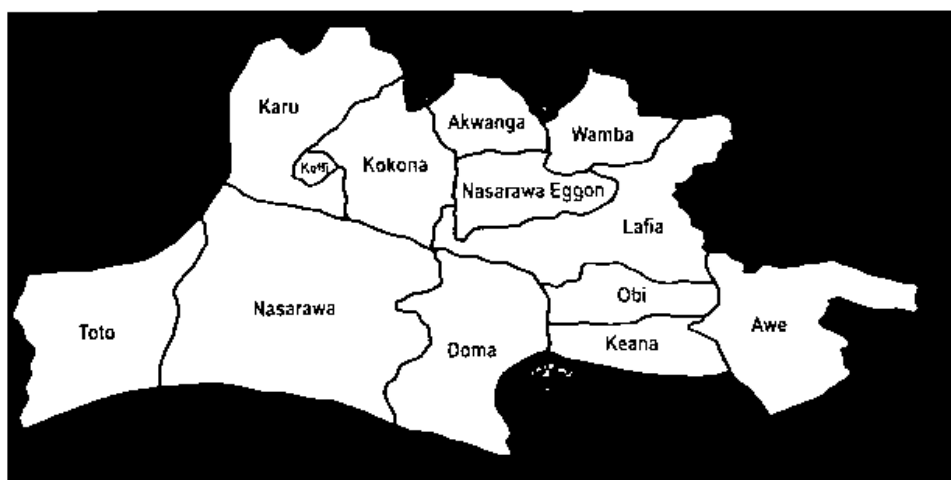 Karu
Akwanga
Wamba
Keffi
Kokona
Nasarawa Eggon
Lafia
Obi
Nasarawa
Awe
Toto
Doma
Keana